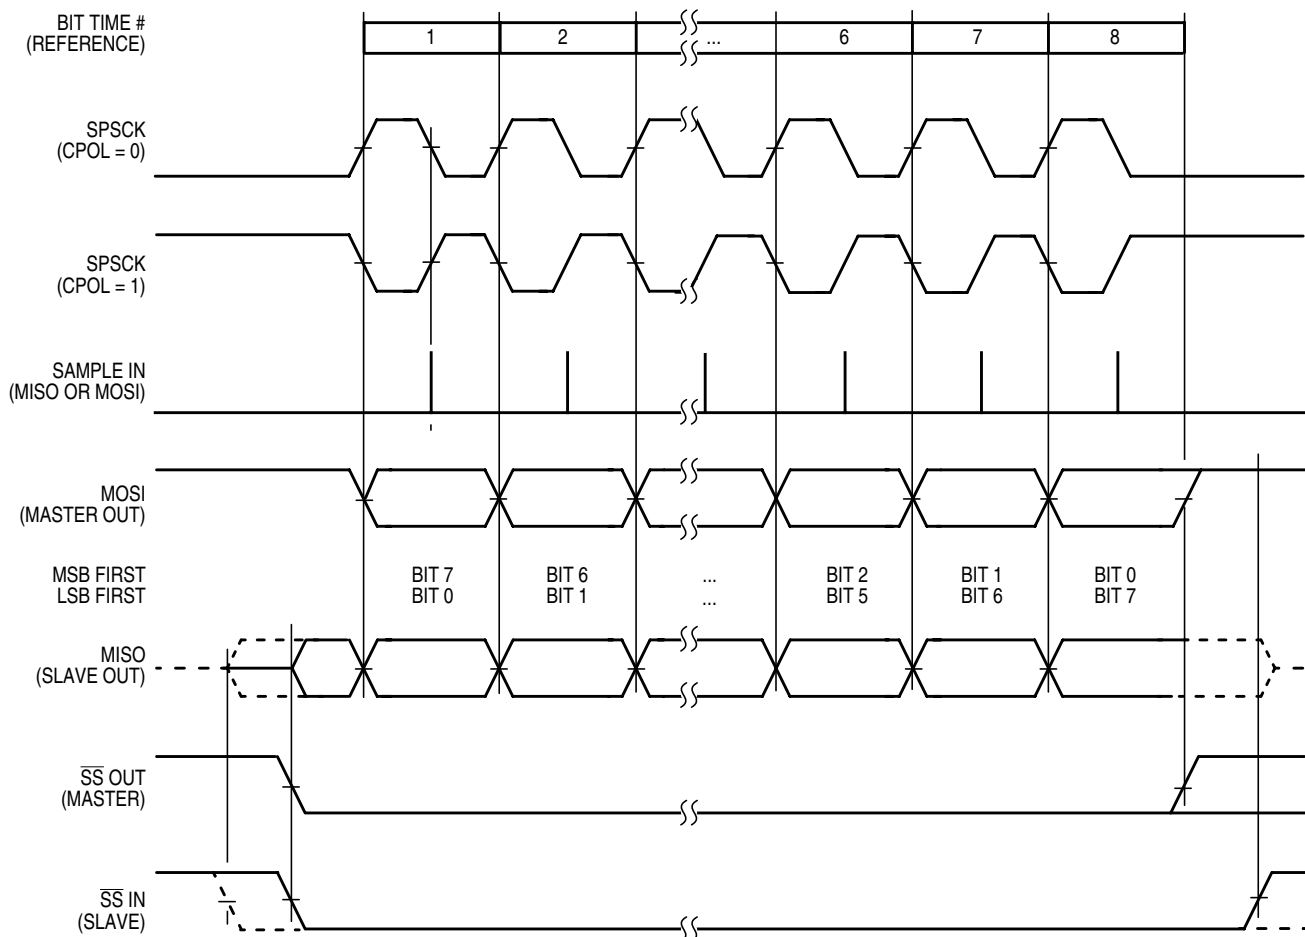 BIT TIME #
(REFERENCE)
1 2 ... 6 7 8
SPSCK
(CPOL = 0)
SPSCK
(CPOL = 1)
SAMPLE IN
(MISO OR MOSI)
MOSI
(MASTER OUT)
MSB FIRST BIT 7 BIT 6 ... BIT 2 BIT 1 BIT 0
LSB FIRST BIT 0 BIT 1 ... BIT 5 BIT 6 BIT 7
MISO
(SLAVE OUT)
S̅S̅ OUT
(MASTER)
S̅S̅ IN
(SLAVE)